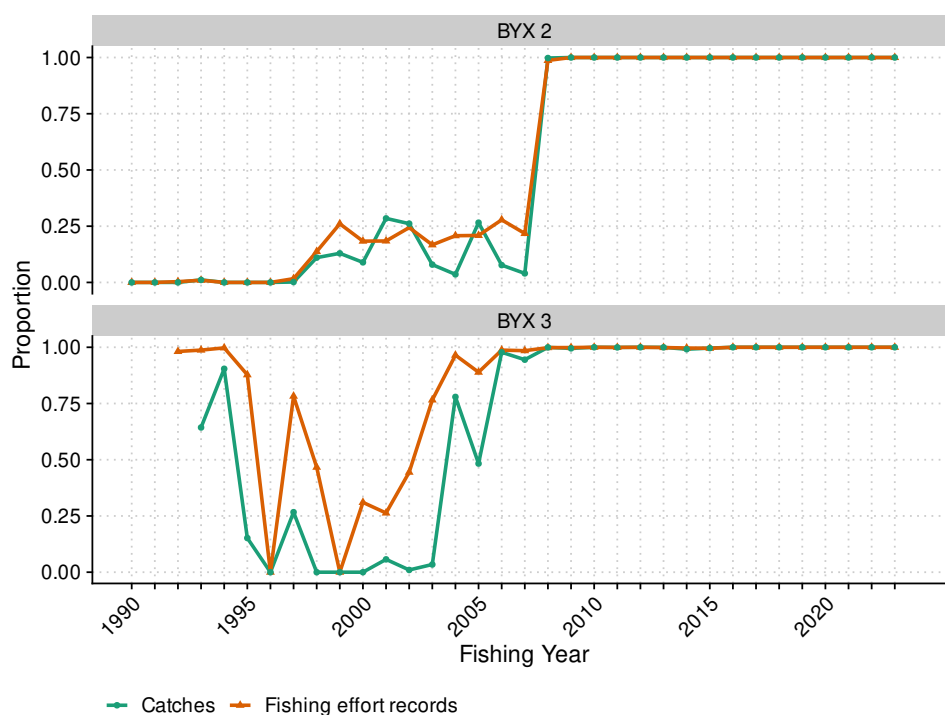 BYX 2
1.00
0.75
0.50
0.25
0.00
Proportion
BYX 3
1.00
0.75
0.50
0.25
0.00
1990 1995 2000 2005 2010 2015 2020
Fishing Year
Catches Fishing effort records